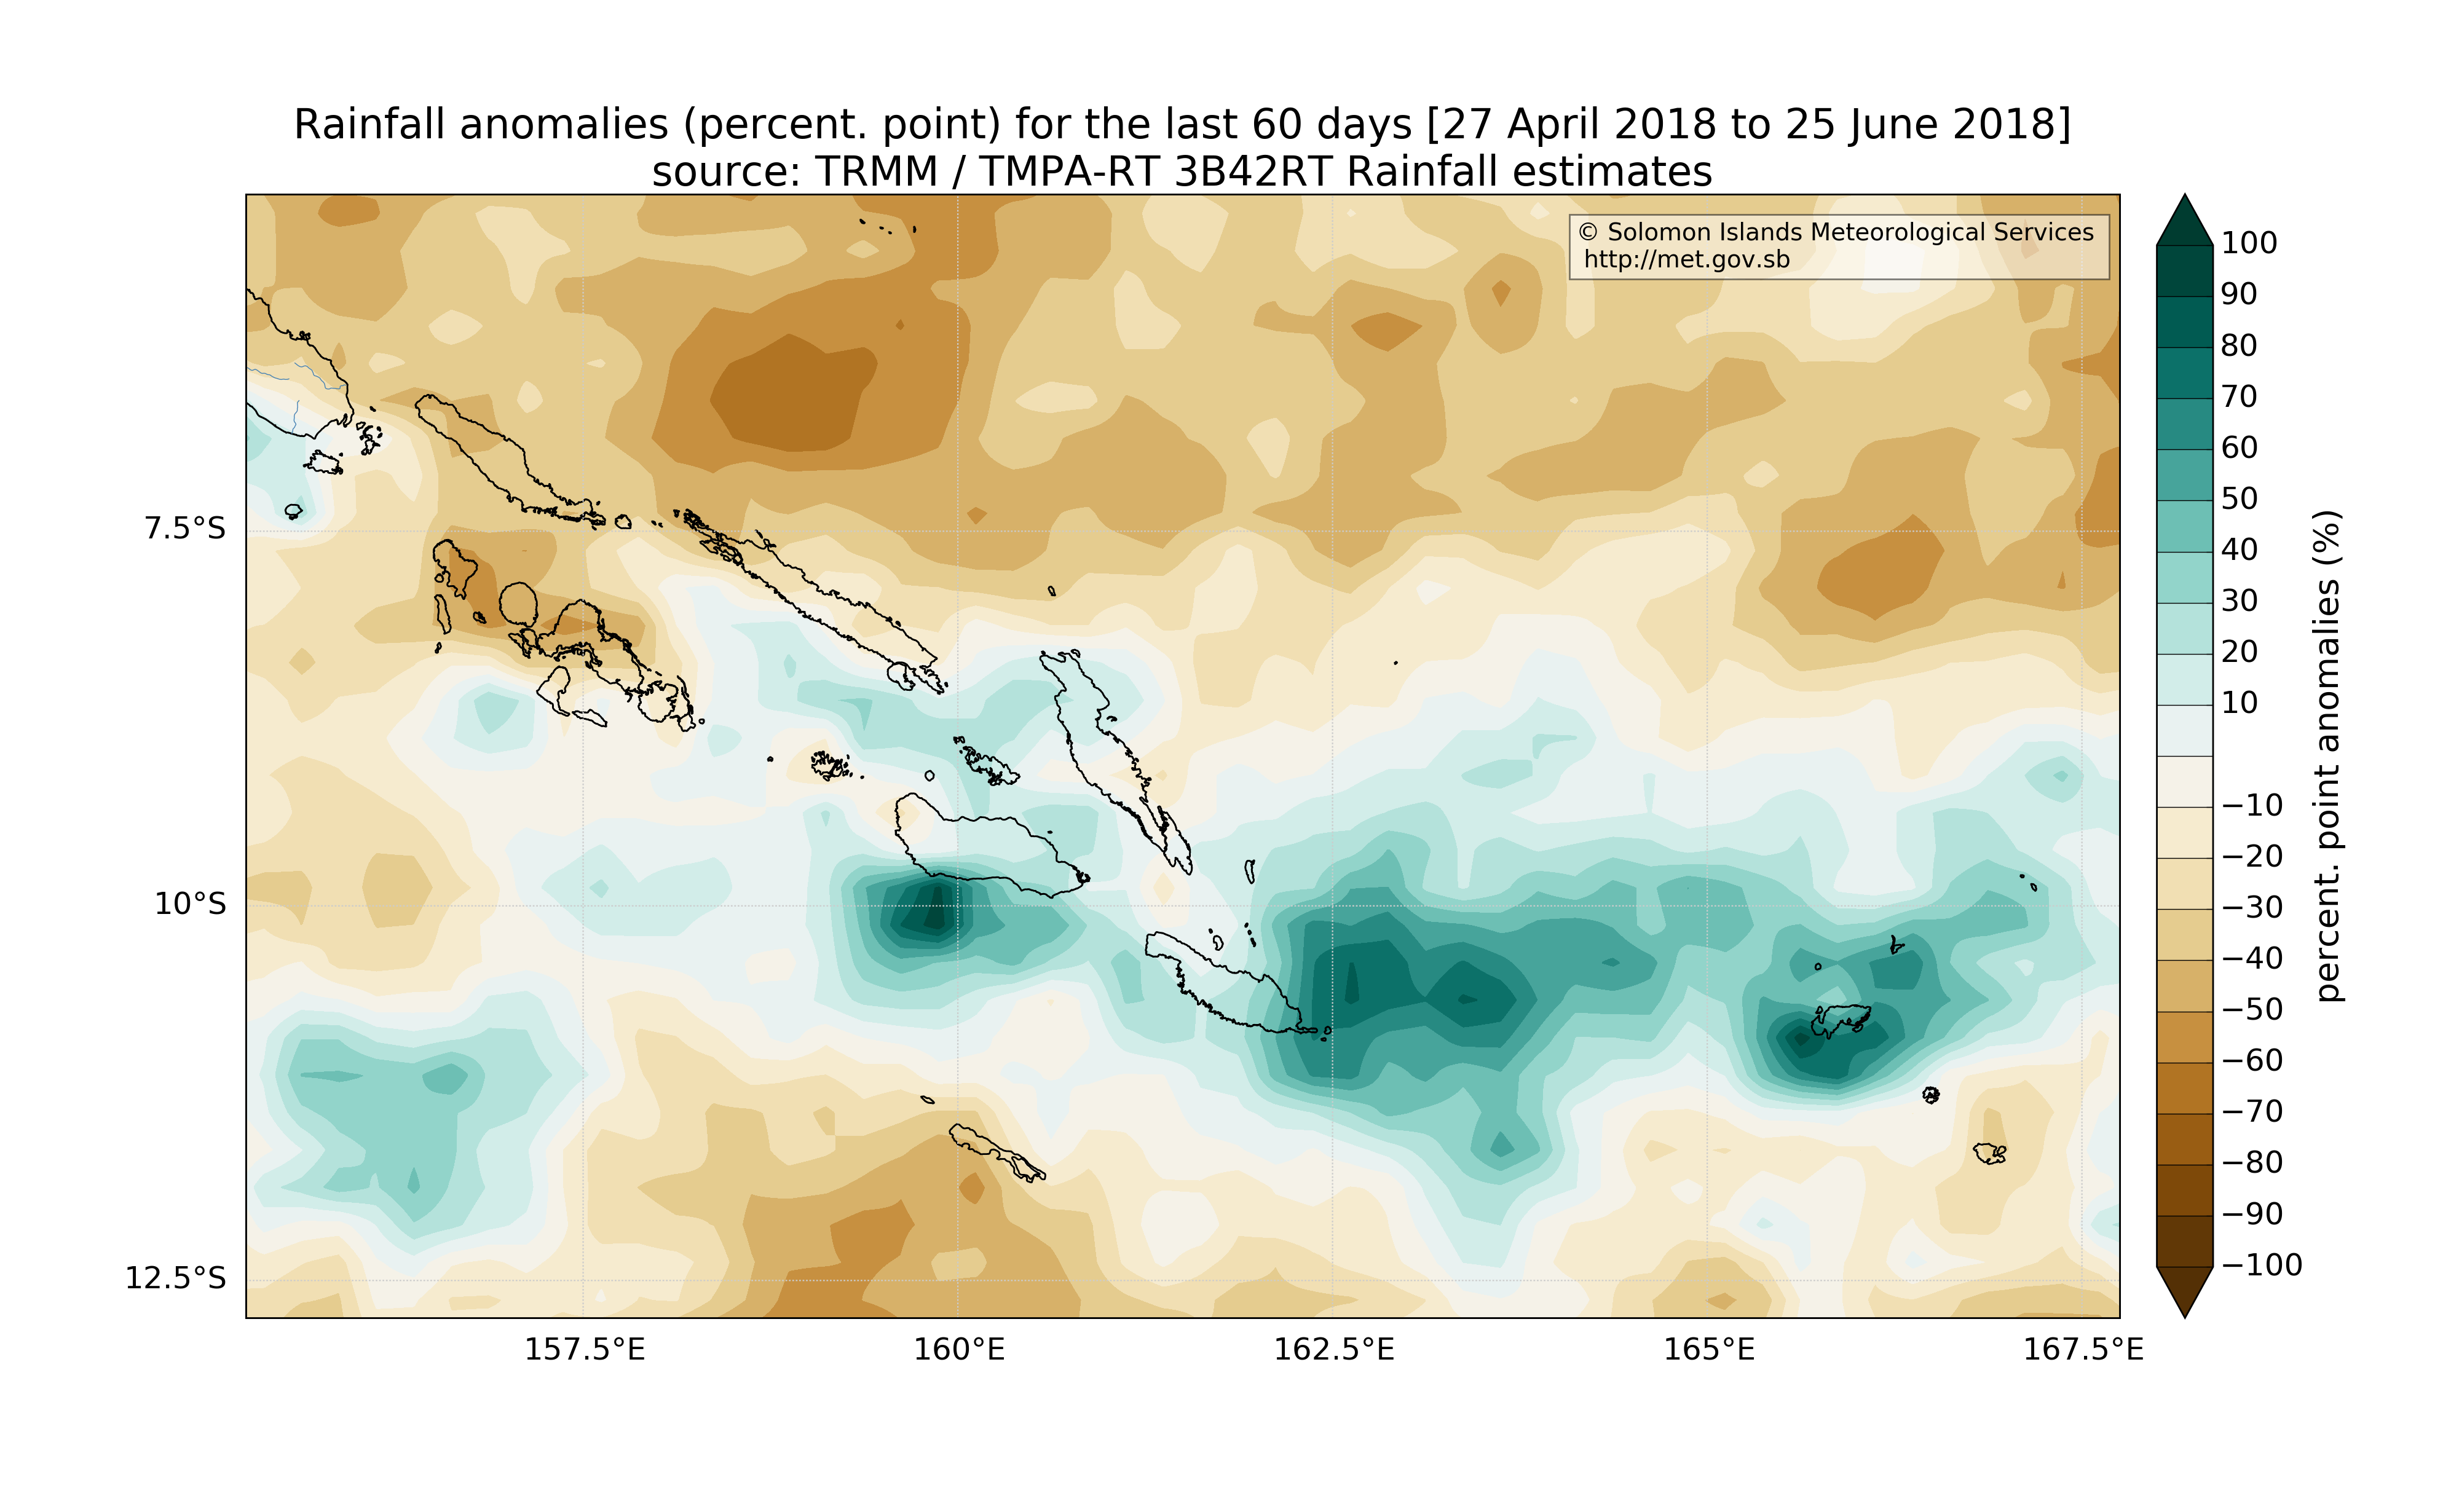 Rainfall anomalies (percent. point) for the last 60 days [27 April 2018 to 25 June 2018]
source: TRMM / TMPA-RT 3B42RT Rainfall estimates
© Solomon Islands Meteorological Services
http://met.gov.sb
7.5°S
10°S
12.5°S
157.5°E
160°E
162.5°E
165°E
167.5°E
100
90
80
70
60
50
40
30
20
10
−10
−20
−30
−40
−50
−60
−70
−80
−90
−100
percent. point anomalies (%)